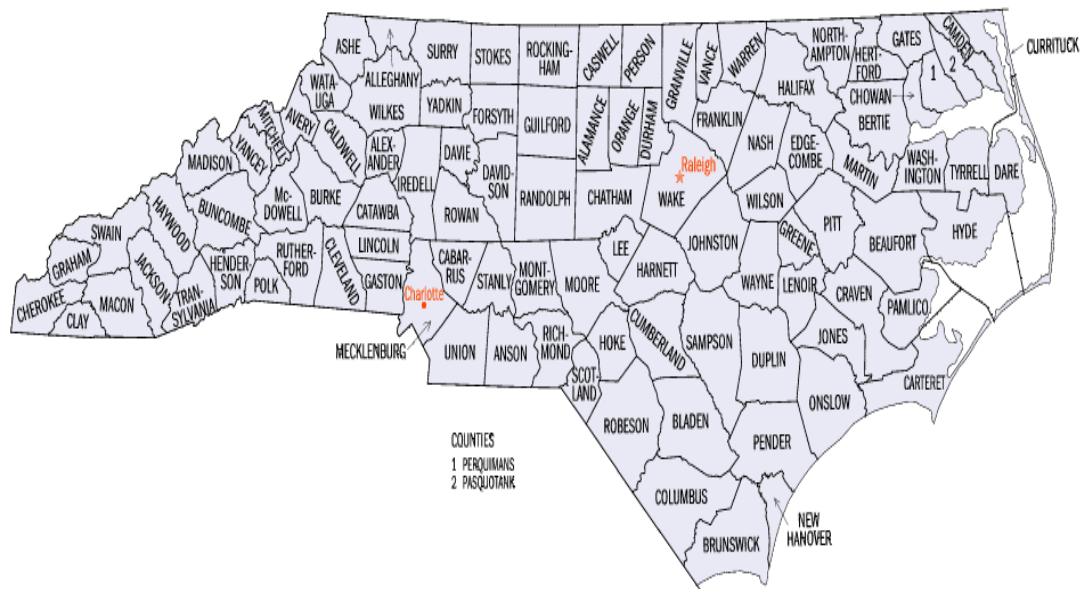 ASHE
ALLEGHANY
SURRY
STOKES
ROCKING-
HAM
CASWELL
PERSON
GRANVILLE
VANCE
WARREN
NORTH-
AMPTON
HERT-
FORD
GATES
CAMDEN
CURRITUCK
1
2
WATA-
UGA
WILKES
YADKIN
FORSYTH
GUILFORD
ALAMANCE
ORANGE
DURHAM
FRANKLIN
HALIFAX
CHOWAN
BERTIE
MITCHELL
AVERY
CALDWELL
ALEX-
ANDER
IREDELL
DAVIE
DAVID-
SON
RANDOLPH
CHATHAM
Raleigh
WAKE
NASH
EDGE-
COMBE
MARTIN
WASH-
INGTON
TYRRELL
DARE
MADISON
YANCEY
Mc-
DOWELL
BURKE
CATAWBA
ROWAN
WILSON
PITT
BEAUFORT
HYDE
SWAIN
HAYWOOD
BUNCOMBE
RUTHER-
FORD
CLEVELAND
LINCOLN
GASTON
CABAR-
RUS
STANLY
MONT-
GOMERY
MOORE
LEE
HARNETT
JOHNSTON
WAYNE
GREENE
LENOIR
CRAVEN
PAMLICO
GRAHAM
CHEROKEE
CLAY
MACON
JACKSON
TRAN-
SYLVANIA
HENDER-
SON
POLK
Charlotte
MECKLENBURG
UNION
ANSON
RICH-
MOND
SCOT-
LAND
HOKE
CUMBERLAND
SAMPSON
DUPLIN
JONES
ONSLOW
CARTERET
ROBESON
BLADEN
PENDER
COLUMBUS
BRUNSWICK
NEW
HANOVER
COUNTIES
1 PERQUIMANS
2 PASQUOTANK